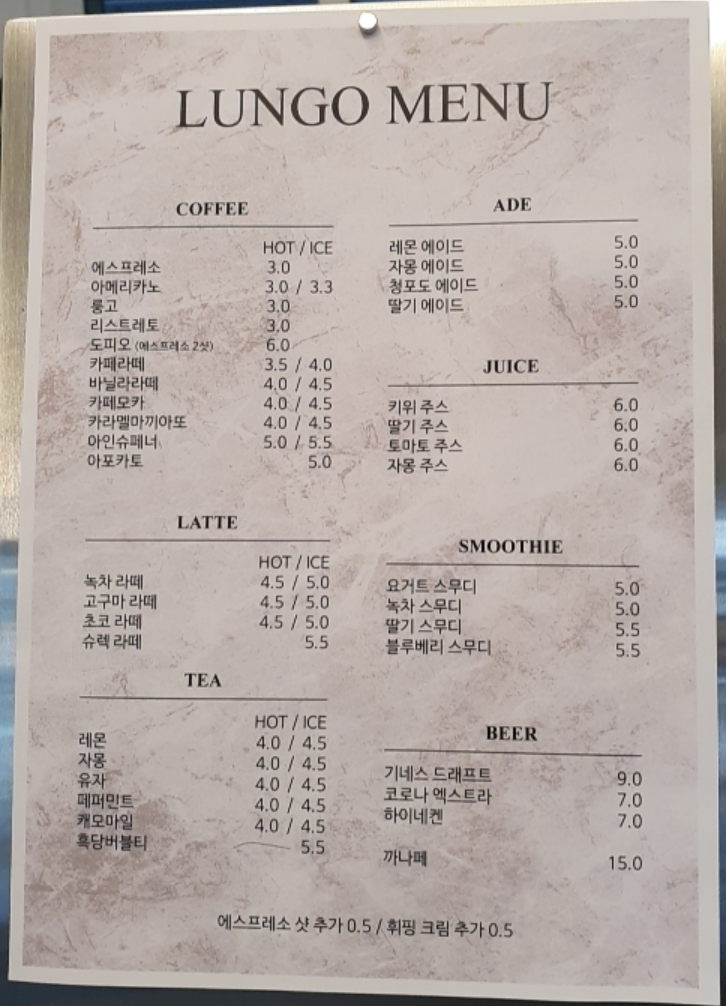 LUNGO MENU
COFFEE
HOT / ICE
에스프레소 3.0
아메리카노 3.0 / 3.3
룽고 3.0
리스트레토 3.0
도피오 (에스프레소 2샷) 6.0
카페라떼 3.5 / 4.0
바닐라라떼 4.0 / 4.5
카페모카 4.0 / 4.5
카라멜마끼아또 4.0 / 4.5
아인슈페너 5.0 / 5.5
아포카토 5.0
LATTE
HOT / ICE
녹차 라떼 4.5 / 5.0
고구마 라떼 4.5 / 5.0
초코 라떼 4.5 / 5.0
슈렉 라떼 5.5
TEA
HOT / ICE
레몬 4.0 / 4.5
자몽 4.0 / 4.5
유자 4.0 / 4.5
페퍼민트 4.0 / 4.5
캐모마일 4.0 / 4.5
흑당버블티 5.5
ADE
레몬 에이드 5.0
자몽 에이드 5.0
청포도 에이드 5.0
딸기 에이드 5.0
JUICE
키위 주스 6.0
딸기 주스 6.0
토마토 주스 6.0
자몽 주스 6.0
SMOOTHIE
요거트 스무디 5.0
녹차 스무디 5.0
딸기 스무디 5.5
블루베리 스무디 5.5
BEER
기네스 드래프트 9.0
코로나 엑스트라 7.0
하이네켄 7.0
까나페 15.0
에스프레소 샷 추가 0.5 / 휘핑 크림 추가 0.5